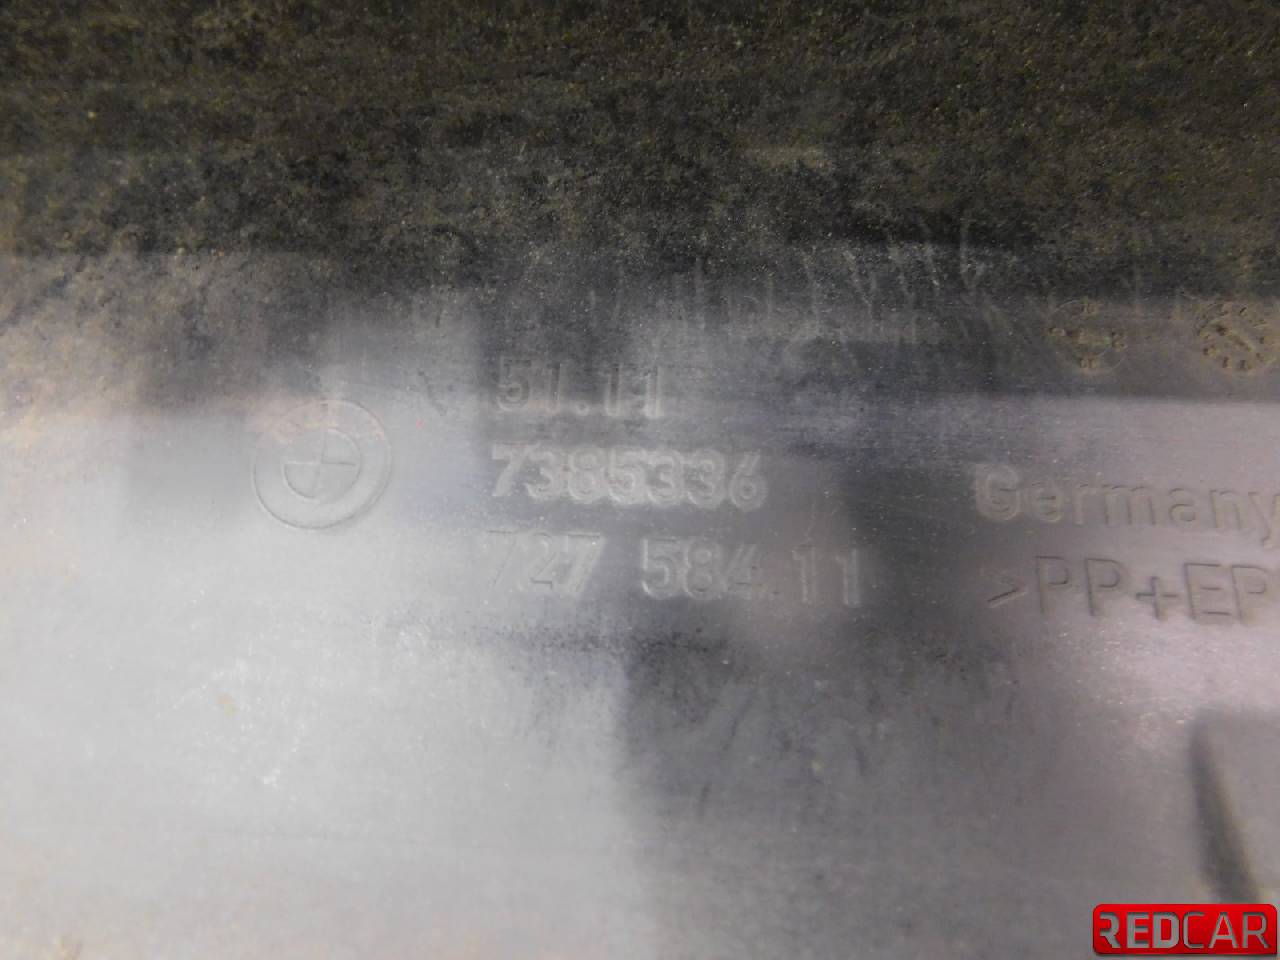 51.11
7385336
727 584.11
Germany
>PP+EP
REDCAR